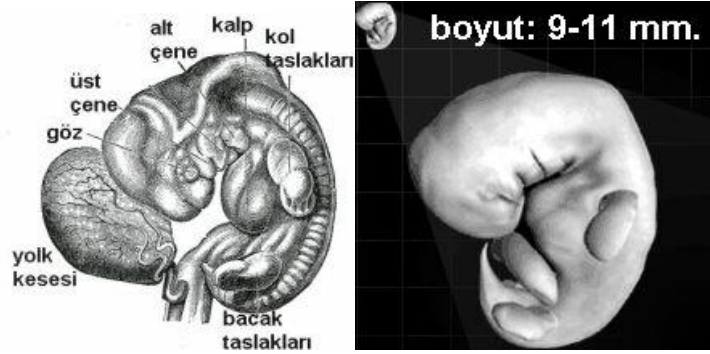 alt
çene
kalp
kol
taslakları
üst
çene
göz
yolk
kesesi
bacak
taslakları
boyut: 9-11 mm.